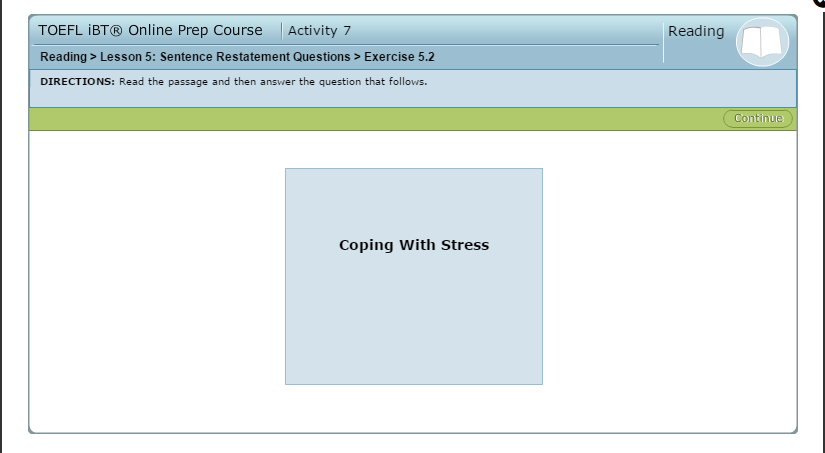 TOEFL iBT® Online Prep Course
Activity 7
Reading
Reading > Lesson 5: Sentence Restatement Questions > Exercise 5.2
DIRECTIONS: Read the passage and then answer the question that follows.
Continue
Coping With Stress